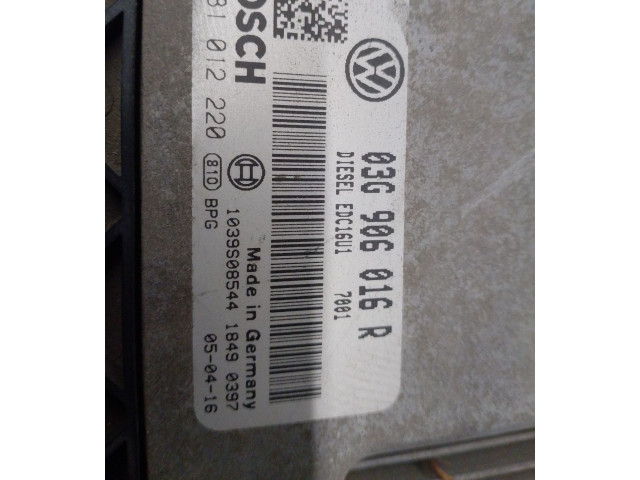 03G 906 016 R
DIESEL EDC16U1 7001
BOSCH
81 012 220
Made in Germany
1039S08544 1849 0397
810 BPG 05-04-16